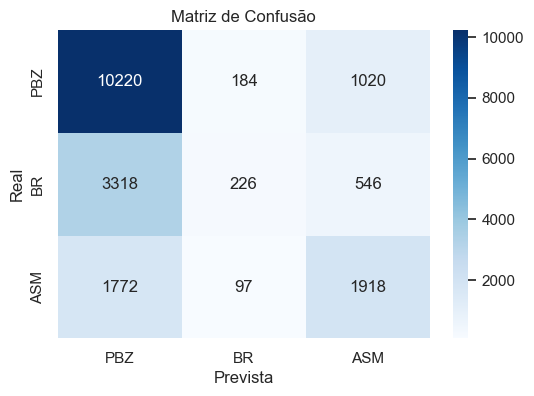 Matriz de Confusão
PBZ 10220 184 1020
BR 3318 226 546
ASM 1772 97 1918
PBZ BR ASM
Prevista
Real
10000
8000
6000
4000
2000